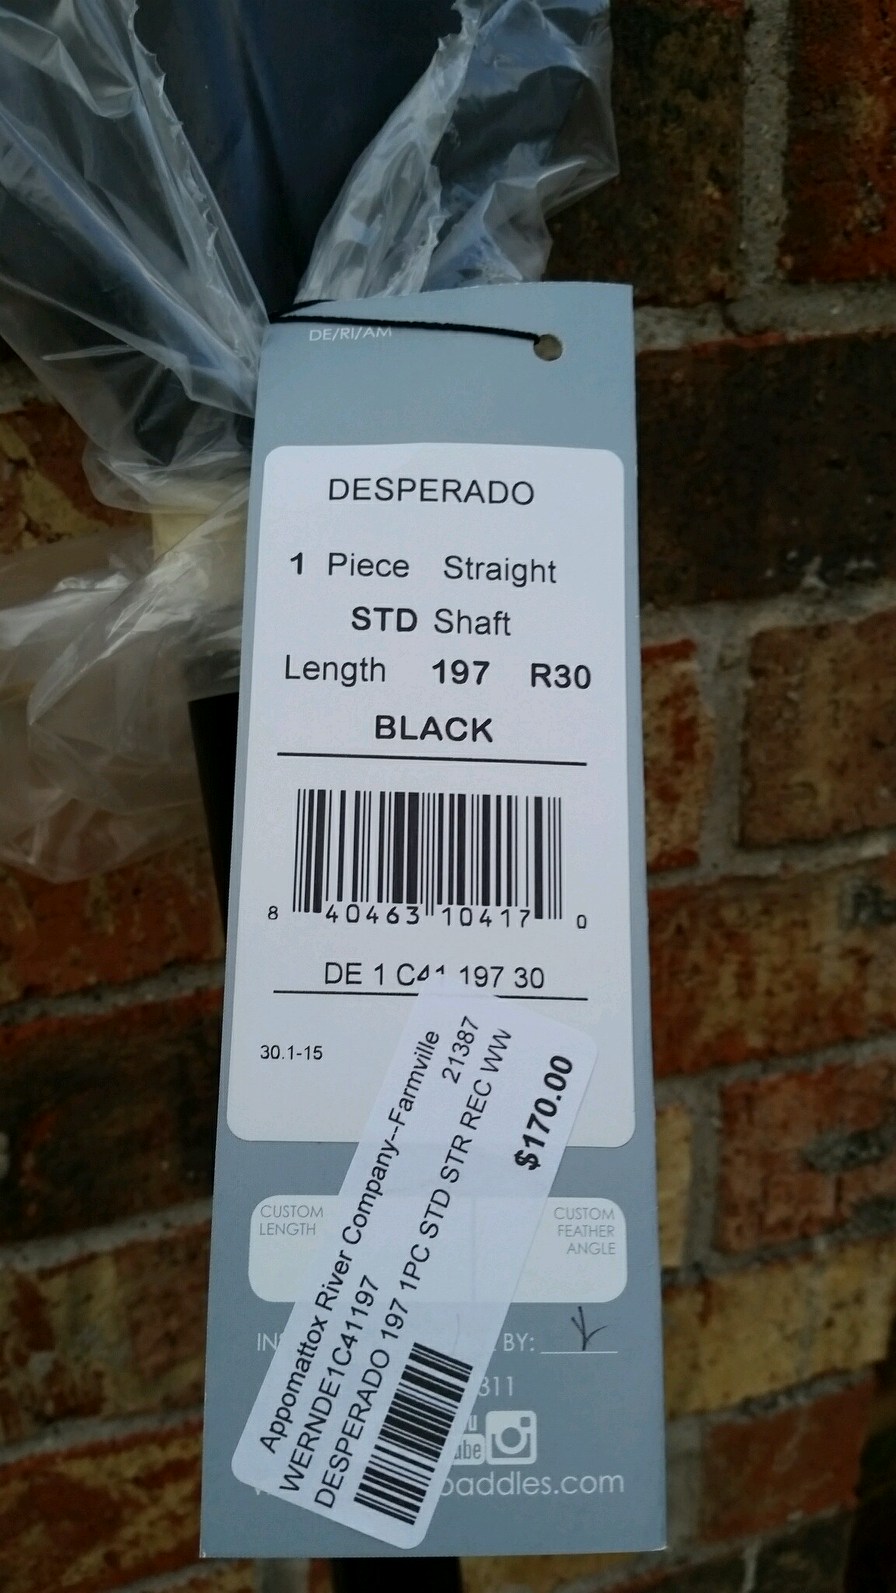 DE/RI/AM
DESPERADO
1 Piece Straight
STD Shaft
Length 197 R30
BLACK
8 40463 10417 0
DE 1 C41 197 30
30.1-15
Appomattox River Company--Farmville
WERNDE1C41197 21387
DESPERADO 197 1PC STD STR REC WW
$170.00
CUSTOM
LENGTH
CUSTOM
FEATHER
ANGLE
BY:
311
paddles.com